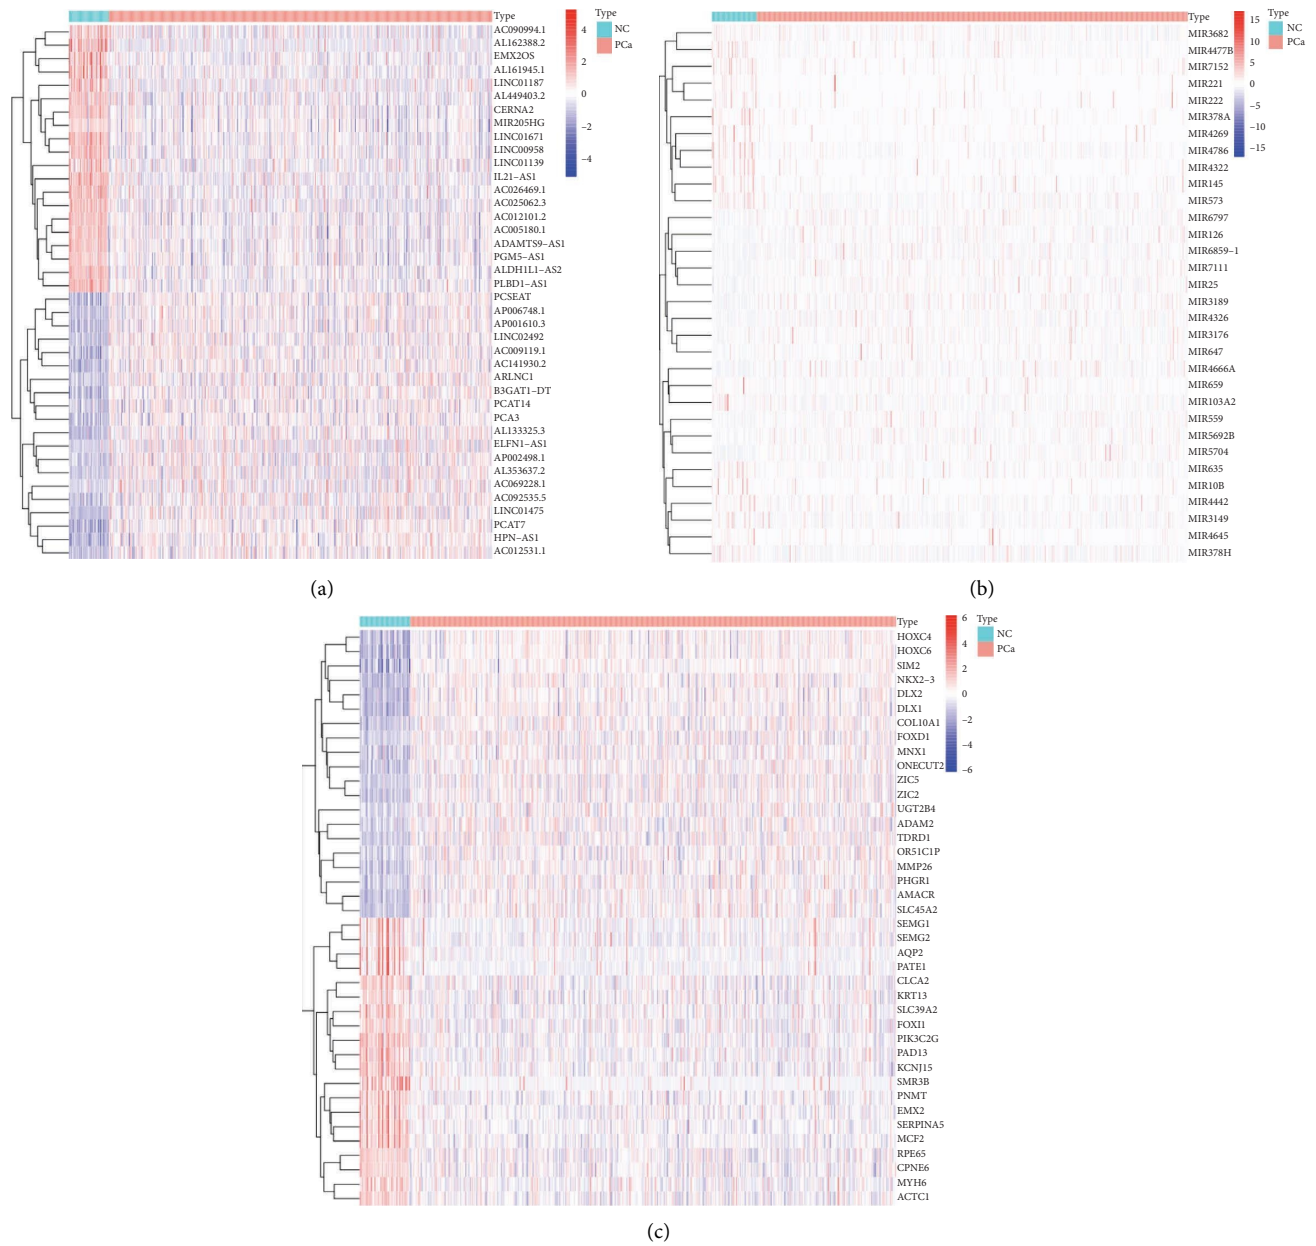 Type
AC090994.1
AL162388.2
EMX2OS
AL161945.1
LINC01187
AL449403.2
CERNA2
MIR205HG
LINC01671
LINC00958
LINC01139
IL21-AS1
AC026469.1
AC025062.3
AC012101.2
AC005180.1
ADAMTS9-AS1
PGM5-AS1
ALDH1L1-AS2
PLBD1-AS1
PCSEAT
AP006748.1
AP001610.3
LINC02492
AC009119.1
AC141930.2
ARLNC1
B3GAT1-DT
PCAT14
PCA3
AL133325.3
ELFN1-AS1
AP002498.1
AL353637.2
AC069228.1
AC092535.5
LINC01475
PCAT7
HPN-AS1
AC012531.1
4
2
0
-2
-4
Type
NC
PCa
(a)
Type
MIR3682
MIR4477B
MIR7152
MIR221
MIR222
MIR378A
MIR4269
MIR4786
MIR4322
MIR145
MIR573
MIR6797
MIR126
MIR6859-1
MIR7111
MIR25
MIR3189
MIR4326
MIR3176
MIR647
MIR4666A
MIR659
MIR103A2
MIR559
MIR5692B
MIR5704
MIR635
MIR10B
MIR4442
MIR3149
MIR4645
MIR378H
15
10
5
0
-5
-10
-15
Type
NC
PCa
(b)
Type
HOXC4
HOXC6
SIM2
NKX2-3
DLX2
DLX1
COL10A1
FOXD1
MNX1
ONECUT2
ZIC5
ZIC2
UGT2B4
ADAM2
TDRD1
OR51C1P
MMP26
PHGR1
AMACR
SLC45A2
SEMG1
SEMG2
AQP2
PATE1
CLCA2
KRT13
SLC39A2
FOXI1
PIK3C2G
PAD13
KCNJ15
SMR3B
PNMT
EMX2
SERPINA5
MCF2
RPE65
CPNE6
MYH6
ACTC1
6
4
2
0
-2
-4
-6
Type
NC
PCa
(c)